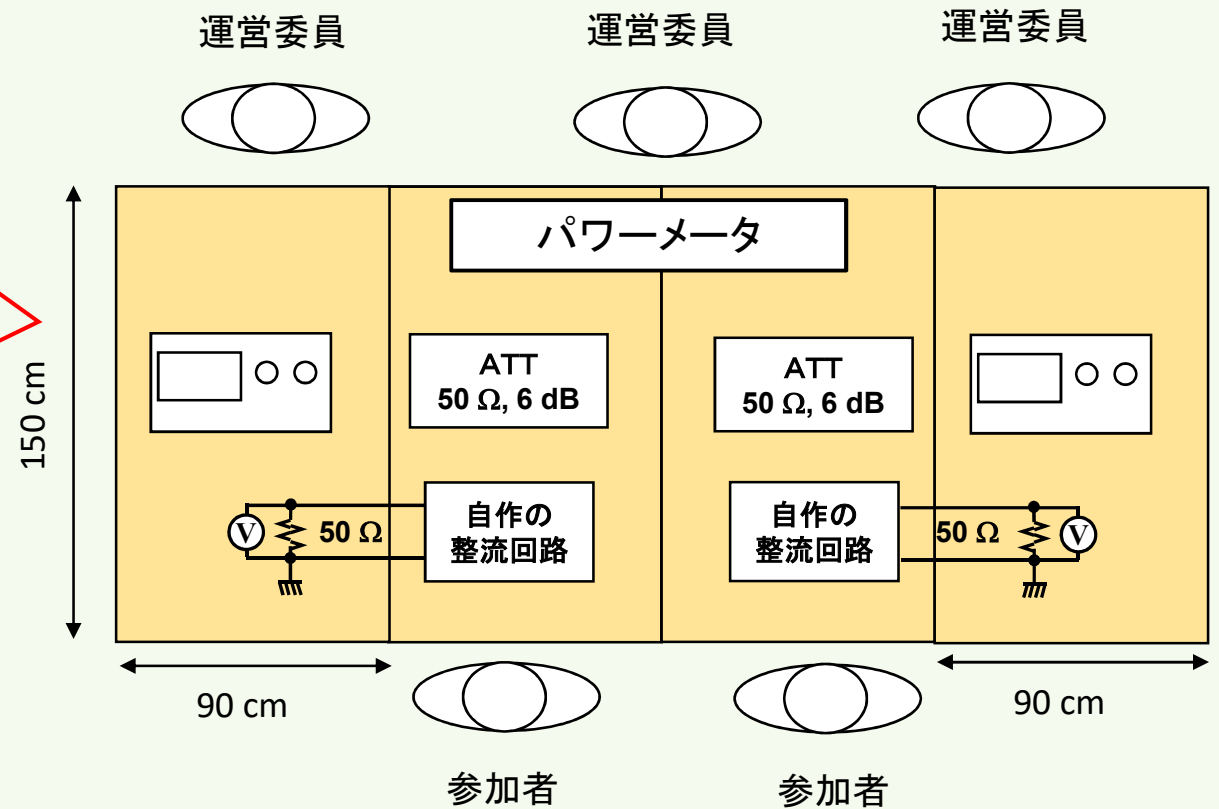 運営委員
運営委員
運営委員
パワーメータ
150 cm
ATT
50 Ω, 6 dB
ATT
50 Ω, 6 dB
V
50 Ω
自作の
整流回路
自作の
整流回路
50 Ω
V
90 cm
90 cm
参加者
参加者